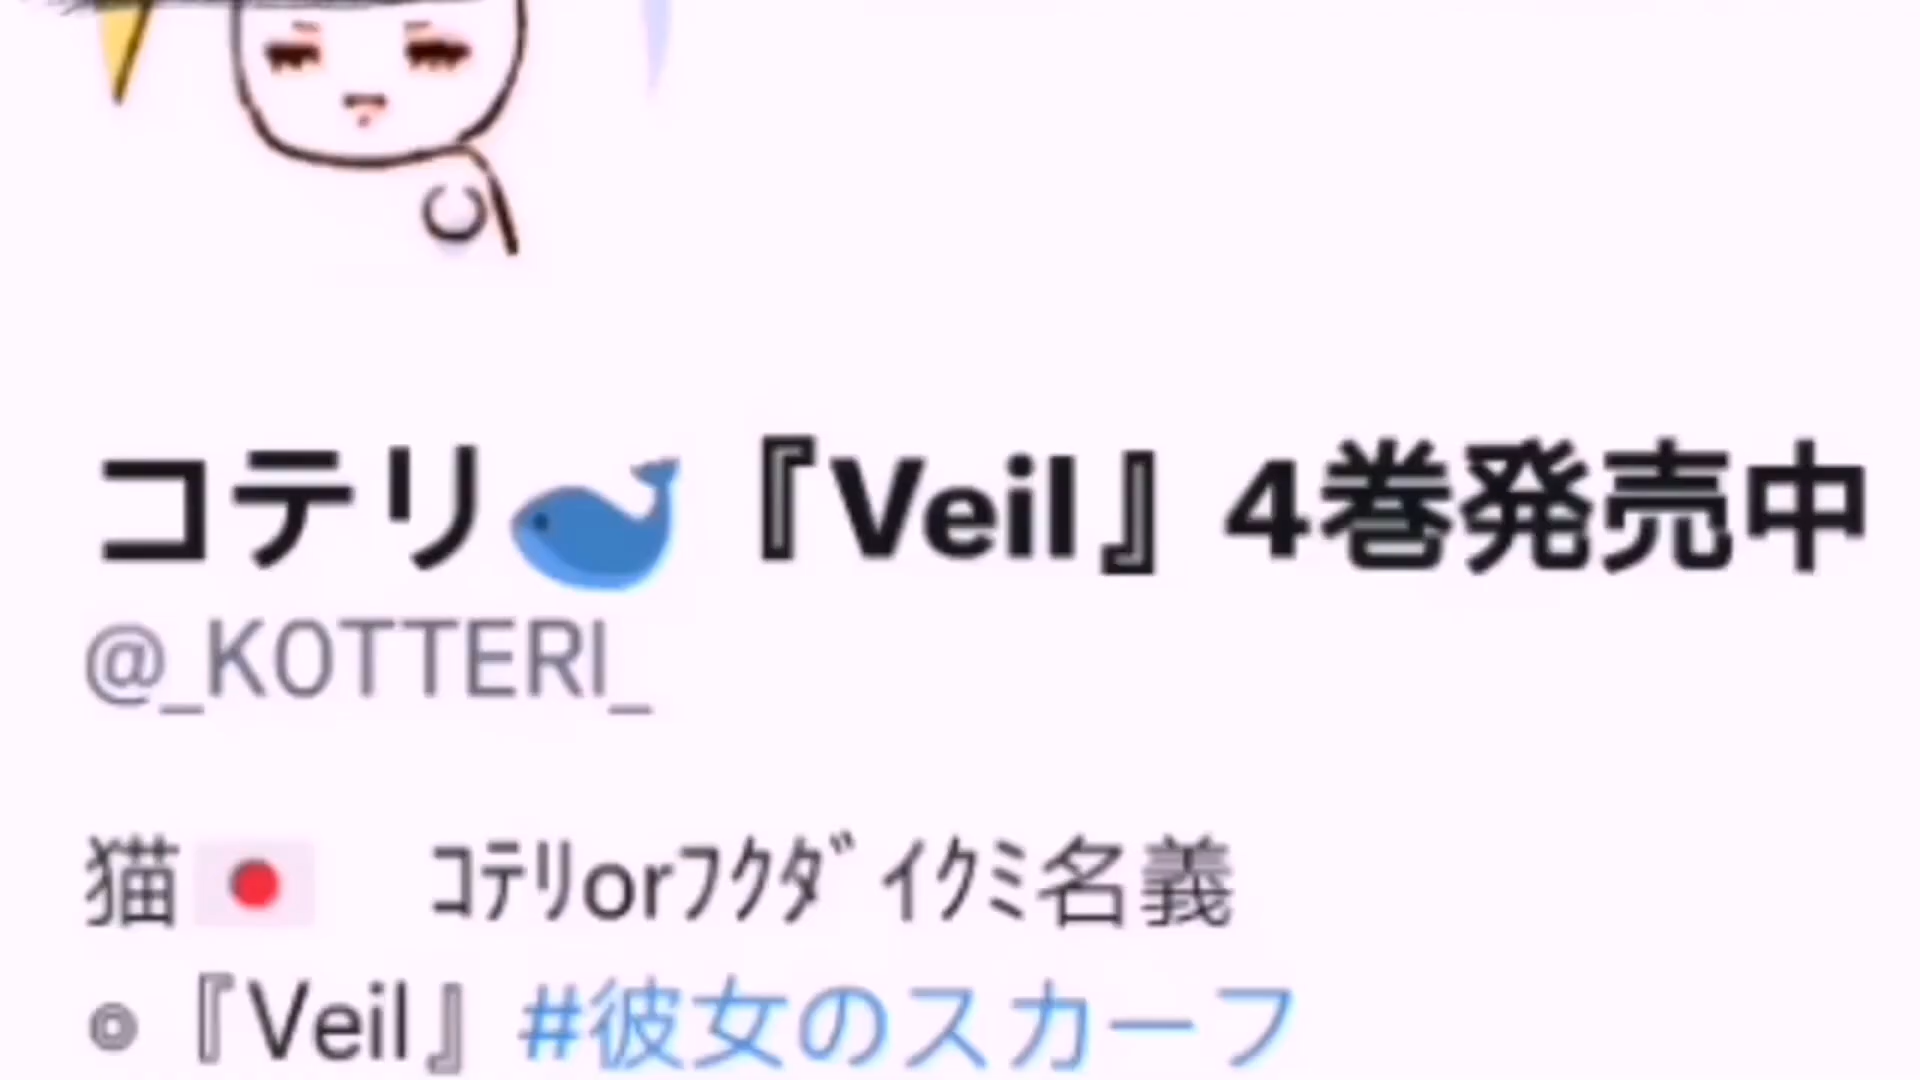 コテリ🐳『Veil』4巻発売中
@_KOTTERI_
猫🇯🇵 ｺﾃﾘorﾌｸﾀﾞｲｸﾐ名義
◎『Veil』#彼女のスカーフ